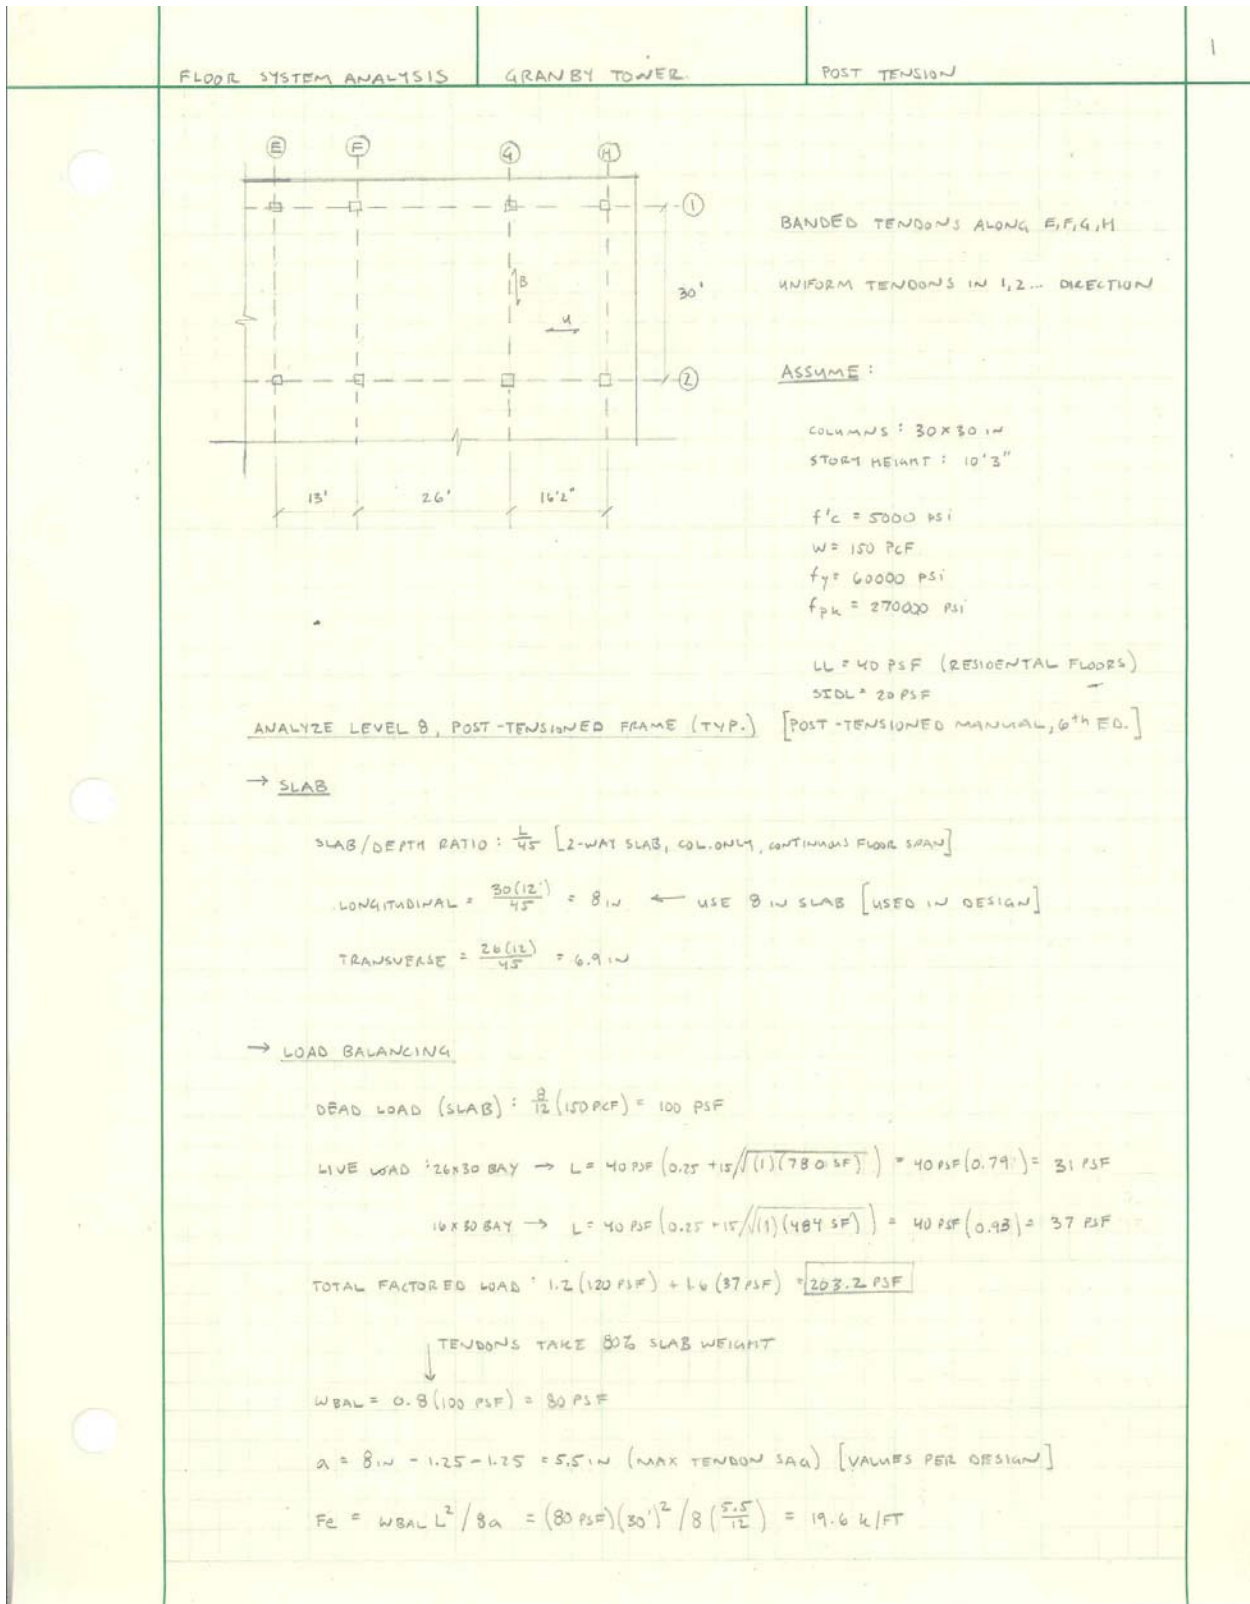 1
FLOOR SYSTEM ANALYSIS GRANBY TOWER. POST TENSION
E F G H
1
BANDED TENDONS ALONG E,F,G,H
B
30'
UNIFORM TENDONS IN 1,2... DIRECTION
U
2
ASSUME:
COLUMNS: 30×30 IN
STORY HEIGHT: 10'3"
13' 26' 16'2"
f'c = 5000 PSi
W= 150 PCF
fy= 60000 PSi
fpk = 270000 PSi
LL = 40 PSF (RESIDENTAL FLOORS)
SIDL = 20 PSF
ANALYZE LEVEL 8, POST-TENSIONED FRAME (TYP.) [POST-TENSIONED MANUAL, 6th ED.]
→ SLAB
SLAB/DEPTH RATIO: L/45 [2-WAY SLAB, COL. ONLY, CONTINUOUS FLOOR SPAN]
LONGITUDINAL = 30(12')/45 = 8 IN ← USE 8 IN SLAB [USED IN DESIGN]
TRANSVERSE = 26(12)/45 = 6.9 IN
→ LOAD BALANCING
DEAD LOAD (SLAB): 8/12 (150 PCF) = 100 PSF
LIVE LOAD: 26×30 BAY → L = 40 PSF (0.25 + 15/√(1)(780 SF)) = 40 PSF (0.79) = 31 PSF
16×30 BAY → L = 40 PSF (0.25 + 15/√(1)(484 SF)) = 40 PSF (0.93) = 37 PSF
TOTAL FACTORED LOAD: 1.2 (120 PSF) + 1.6 (37 PSF) = 203.2 PSF
TENDONS TAKE 80% SLAB WEIGHT
WBAL = 0.8 (100 PSF) = 80 PSF
a = 8 IN - 1.25 - 1.25 = 5.5 IN (MAX TENDON SAG) [VALUES PER DESIGN]
Fe = WBAL L²/8a = (80 PSF)(30')²/8(5.5/12) = 19.6 k/FT